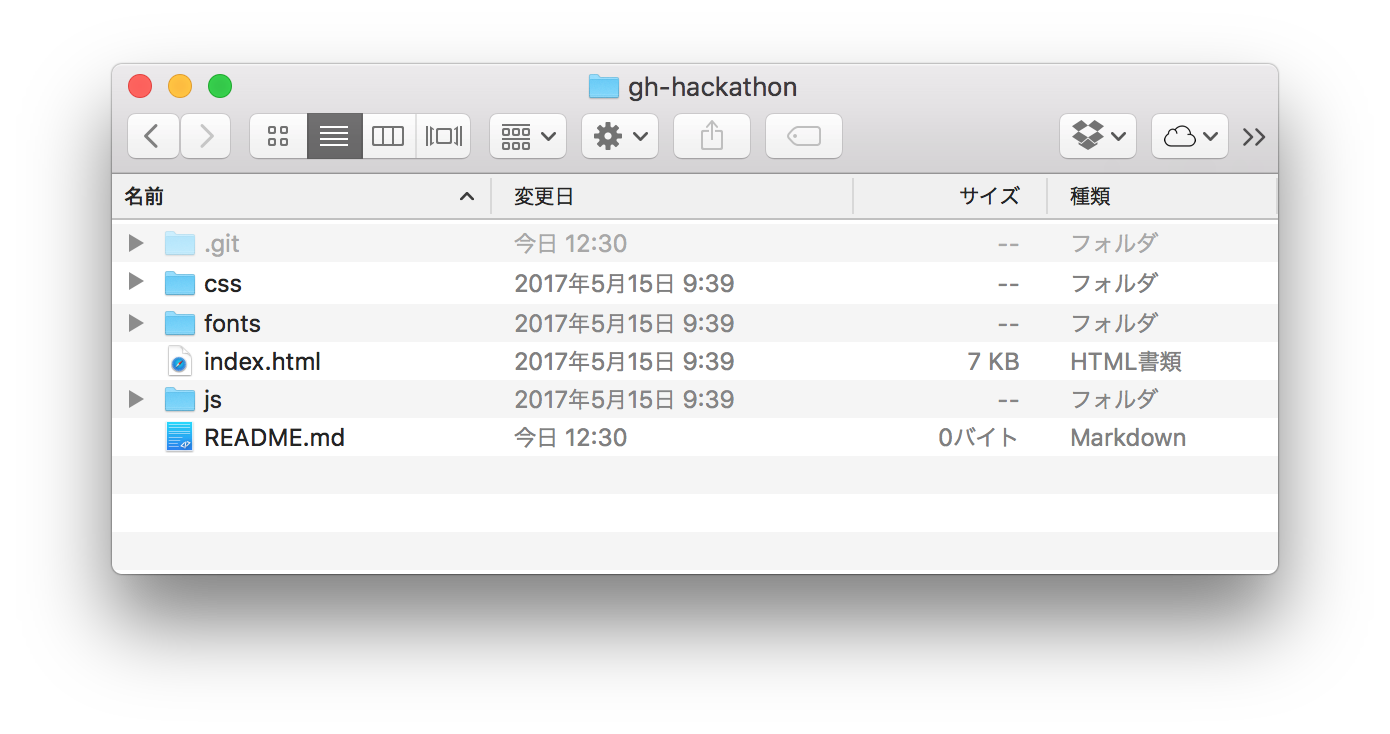 gh-hackathon
名前 変更日 サイズ 種類
.git 今日 12:30 -- フォルダ
css 2017年5月15日 9:39 -- フォルダ
fonts 2017年5月15日 9:39 -- フォルダ
index.html 2017年5月15日 9:39 7 KB HTML書類
js 2017年5月15日 9:39 -- フォルダ
README.md 今日 12:30 0バイト Markdown